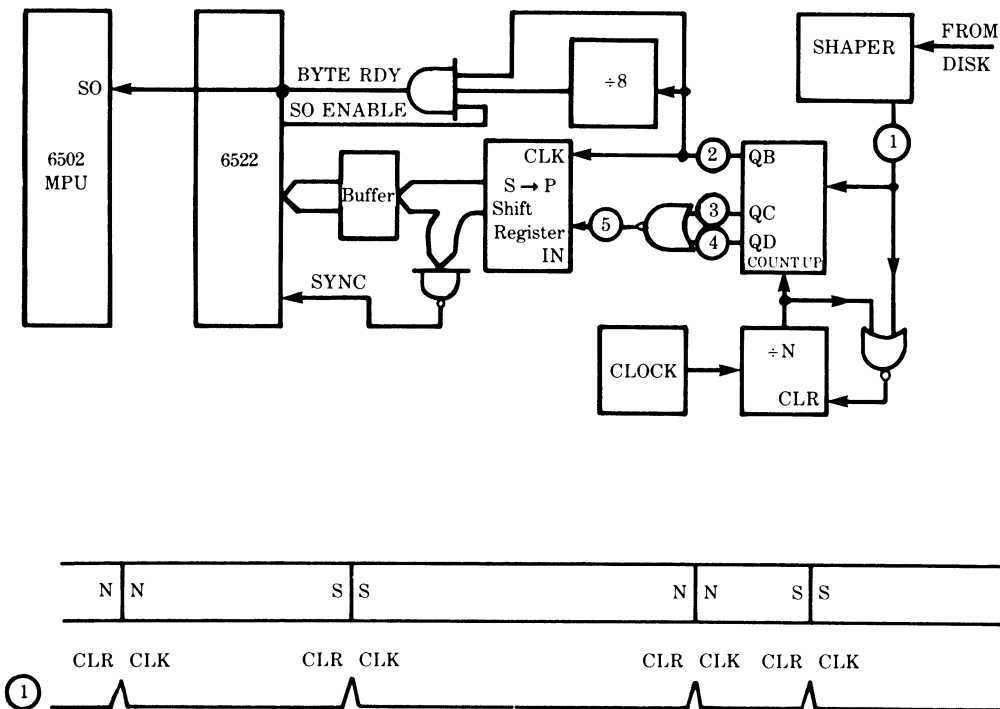 SHAPER
FROM
DISK
÷8
BYTE RDY
SO
SO ENABLE
1
6502
MPU
6522
CLK
2
QB
S → P
Buffer
Shift
Register
IN
5
3
QC
4
QD
COUNT UP
SYNC
÷N
CLOCK
CLR
N N S S N N S S
CLR CLK CLR CLK CLR CLK CLR CLK
1